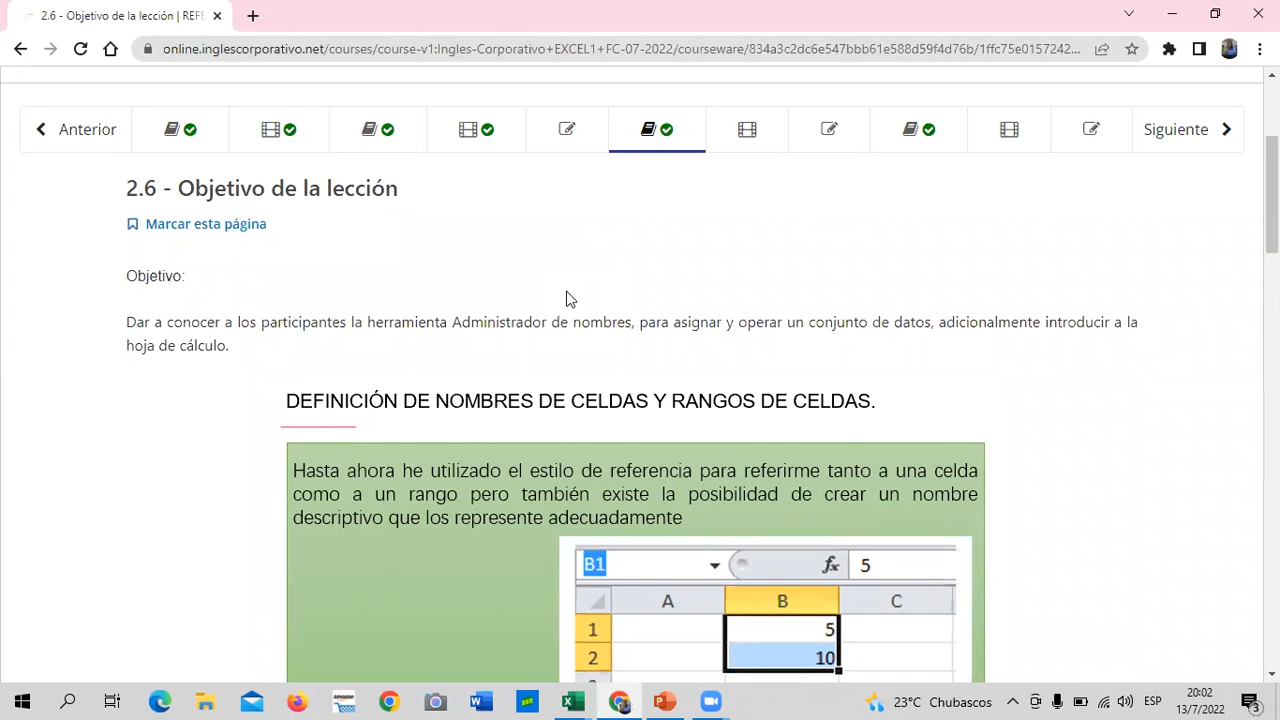 2.6 - Objetivo de la lección | REFE
online.inglescorporativo.net/courses/course-v1:Ingles-Corporativo+EXCEL1+FC-07-2022/courseware/834a3c2dc6e547bbb61e588d59f4d76b/1ffc75e0157242...
Anterior
Siguiente
2.6 - Objetivo de la lección
Marcar esta página
Objetivo:
Dar a conocer a los participantes la herramienta Administrador de nombres, para asignar y operar un conjunto de datos, adicionalmente introducir a la
hoja de cálculo.
DEFINICIÓN DE NOMBRES DE CELDAS Y RANGOS DE CELDAS.
Hasta ahora he utilizado el estilo de referencia para referirme tanto a una celda
como a un rango pero también existe la posibilidad de crear un nombre
descriptivo que los represente adecuadamente
B1 fx 5
A B C
1 5
2 10
23°C Chubascos ESP 20:02
13/7/2022 3